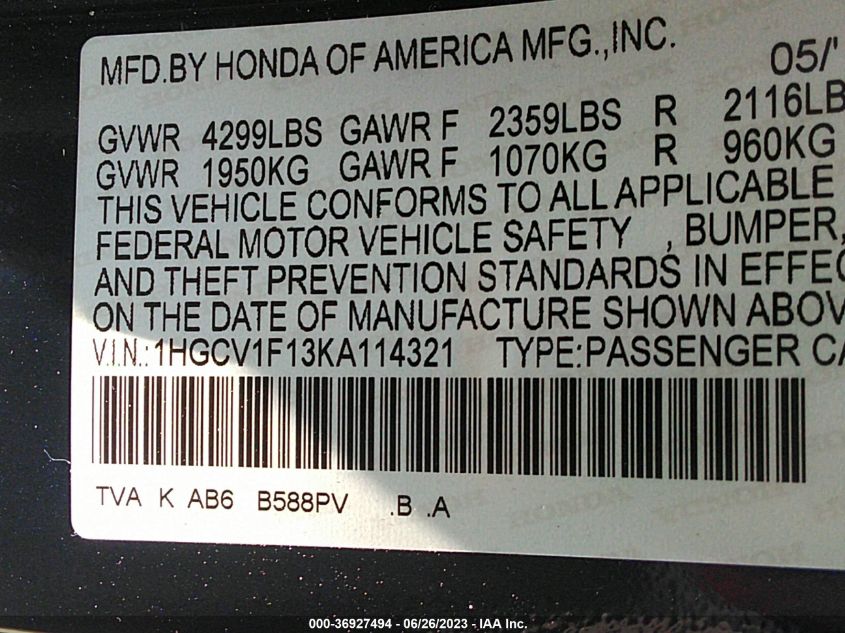 MFD.BY HONDA OF AMERICA MFG.,INC. 05/
GVWR 4299LBS GAWR F 2359LBS R 2116LB
GVWR 1950KG GAWR F 1070KG R 960KG
THIS VEHICLE CONFORMS TO ALL APPLICABLE
FEDERAL MOTOR VEHICLE SAFETY , BUMPER,
AND THEFT PREVENTION STANDARDS IN EFFEC
ON THE DATE OF MANUFACTURE SHOWN ABOV
V.I.N.:1HGCV1F13KA114321 TYPE:PASSENGER CA
TVA K AB6 B588PV .B .A
000-36927494 - 06/26/2023 - IAA Inc.